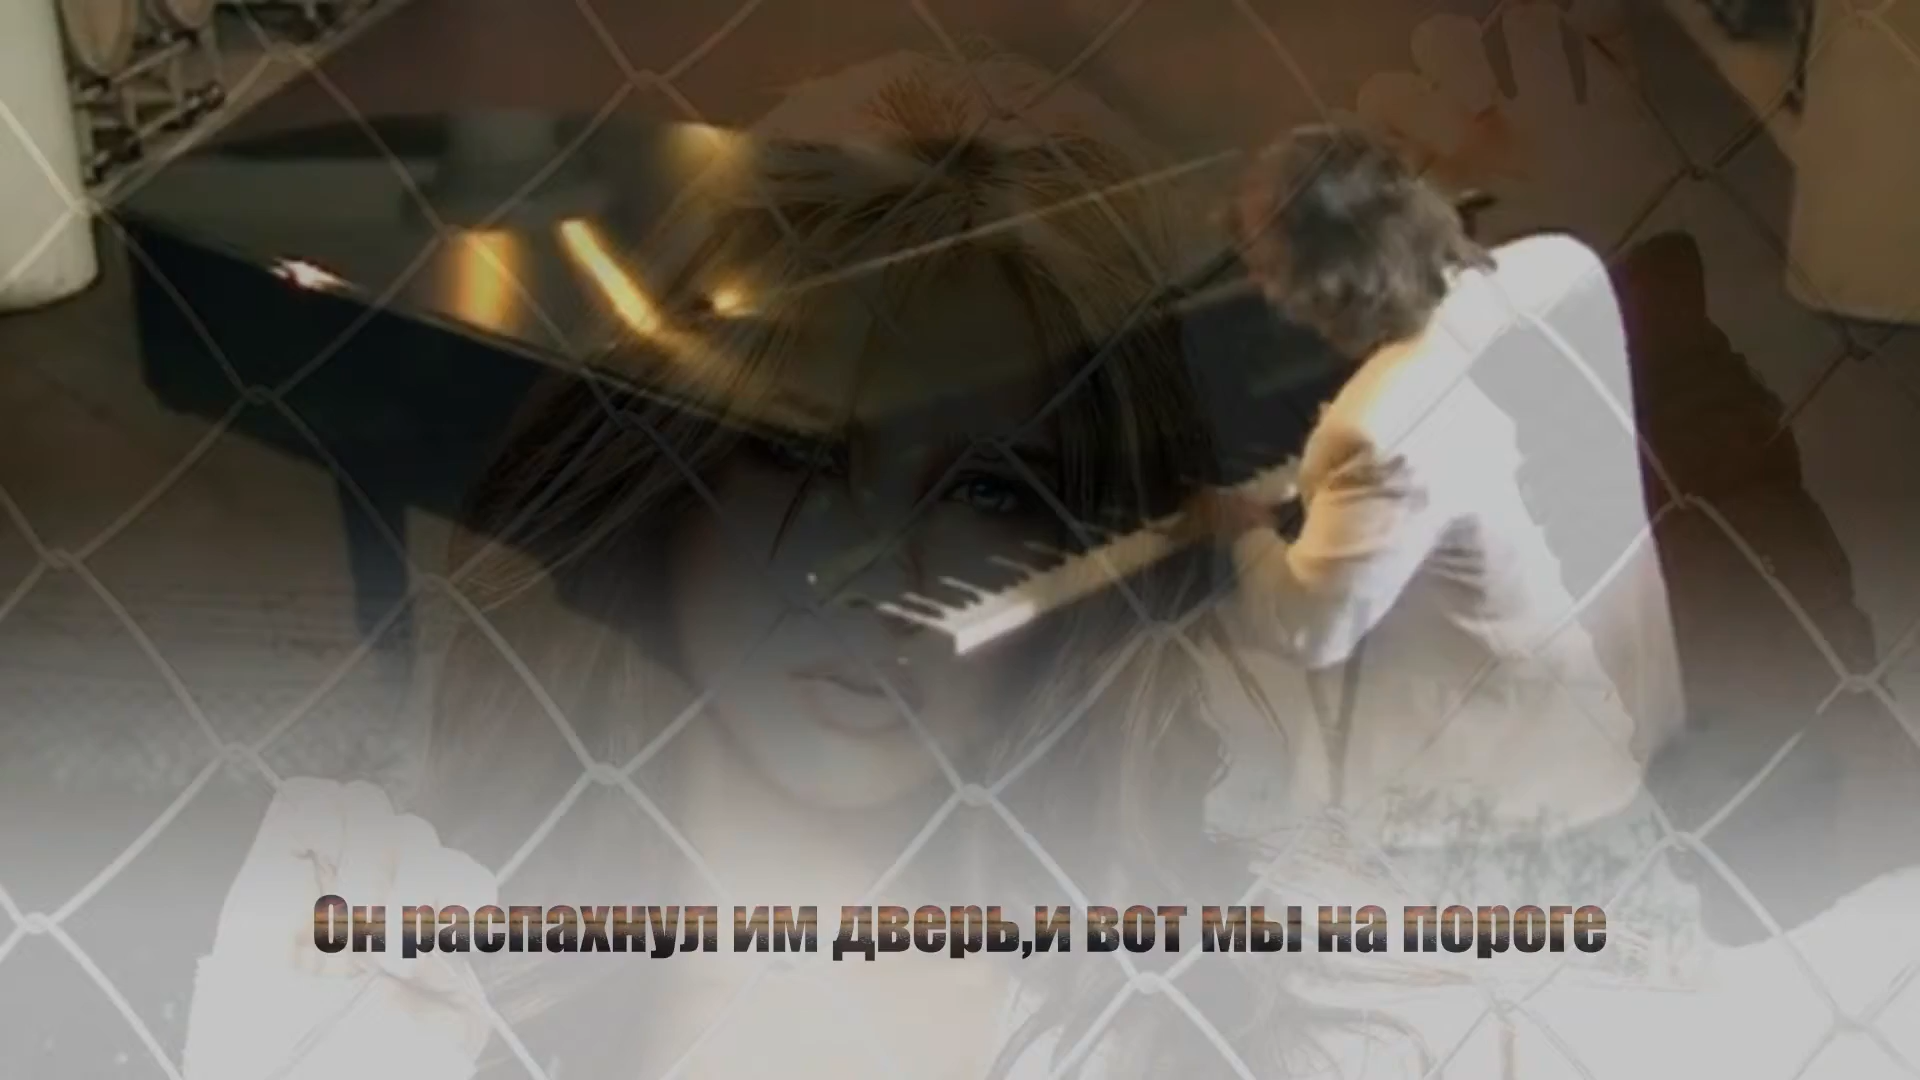 Он распахнул им дверь,и вот мы на пороге